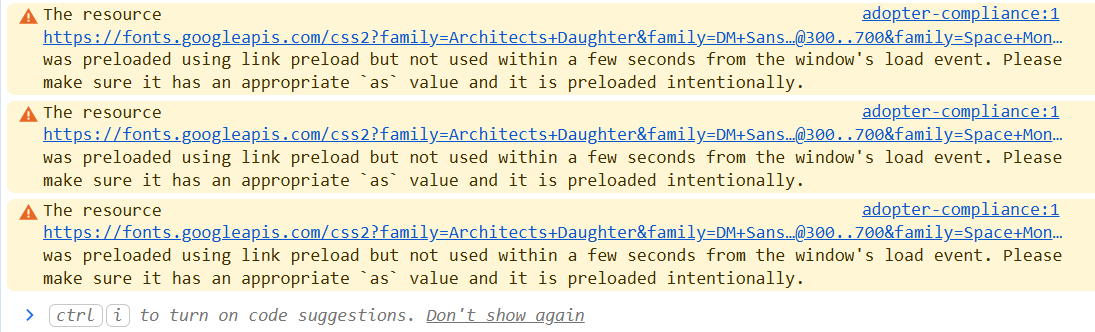 The resource adopter-compliance:1
https://fonts.googleapis.com/css2?family=Architects+Daughter&family=DM+Sans…@300..700&family=Space+Mon…
was preloaded using link preload but not used within a few seconds from the window's load event. Please
make sure it has an appropriate `as` value and it is preloaded intentionally.
The resource adopter-compliance:1
https://fonts.googleapis.com/css2?family=Architects+Daughter&family=DM+Sans…@300..700&family=Space+Mon…
was preloaded using link preload but not used within a few seconds from the window's load event. Please
make sure it has an appropriate `as` value and it is preloaded intentionally.
The resource adopter-compliance:1
https://fonts.googleapis.com/css2?family=Architects+Daughter&family=DM+Sans…@300..700&family=Space+Mon…
was preloaded using link preload but not used within a few seconds from the window's load event. Please
make sure it has an appropriate `as` value and it is preloaded intentionally.
ctrl i to turn on code suggestions. Don't show again